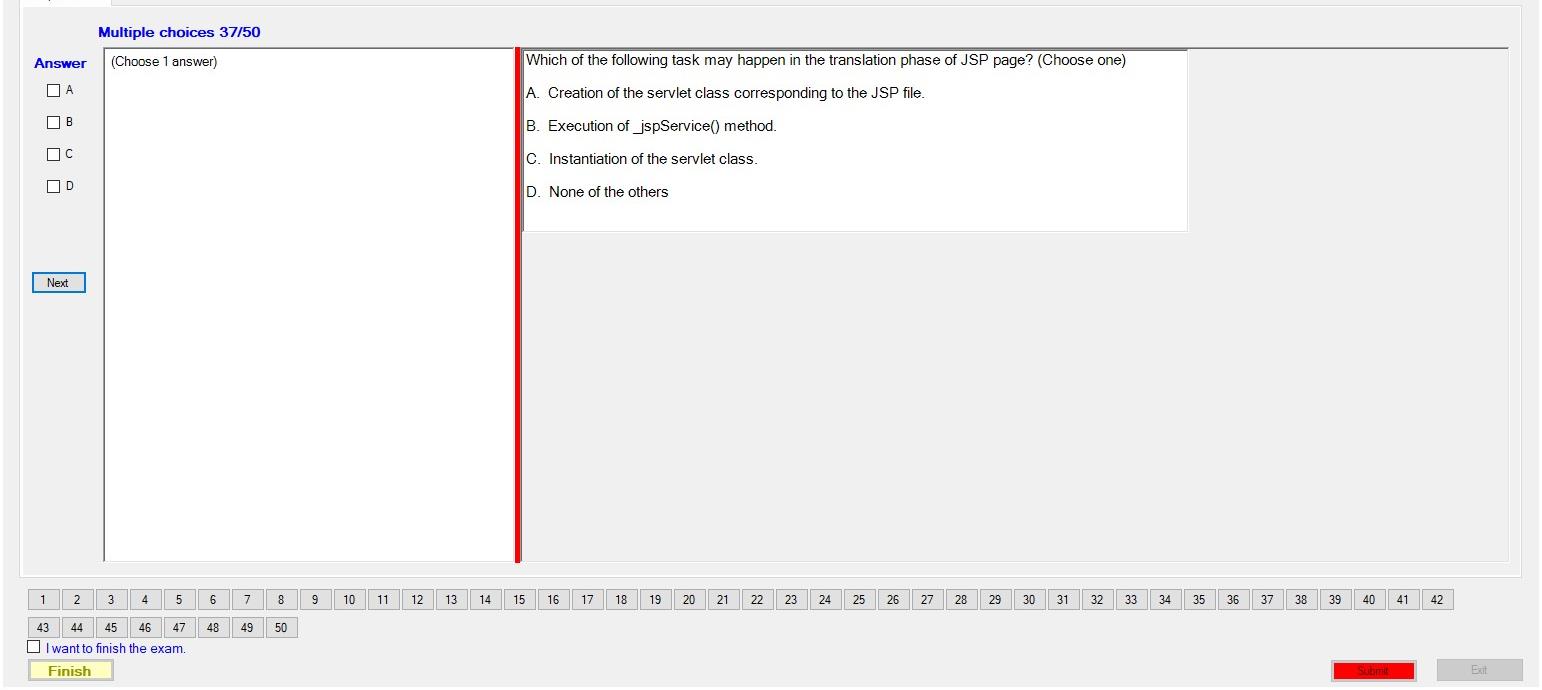 Multiple choices 37/50
Answer
A
B
C
D
Next
(Choose 1 answer)
Which of the following task may happen in the translation phase of JSP page? (Choose one)
A. Creation of the servlet class corresponding to the JSP file.
B. Execution of _jspService() method.
C. Instantiation of the servlet class.
D. None of the others
1 2 3 4 5 6 7 8 9 10 11 12 13 14 15 16 17 18 19 20 21 22 23 24 25 26 27 28 29 30 31 32 33 34 35 36 37 38 39 40 41 42
43 44 45 46 47 48 49 50
I want to finish the exam.
Finish
Submit
Exit